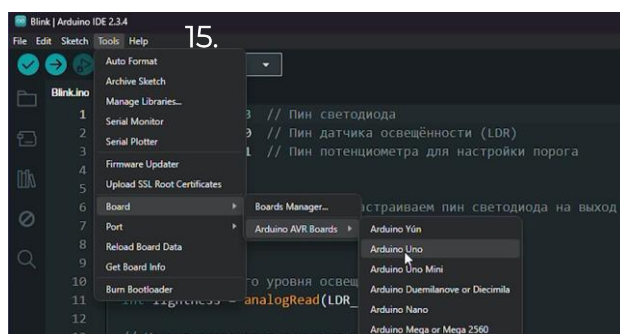 Blink | Arduino IDE 2.3.4
File Edit Sketch Tools Help
15.
Auto Format
Archive Sketch
Manage Libraries...
Serial Monitor
Serial Plotter
Firmware Updater
Upload SSL Root Certificates
Board
Port
Reload Board Data
Get Board Info
Burn Bootloader
Boards Manager...
Arduino AVR Boards
Arduino Yún
Arduino Uno
Arduino Uno Mini
Arduino Duemilanove or Diecimila
Arduino Nano
Arduino Mega or Mega 2560
Blink.ino
1 3 // Пин светодиода
2 0 // Пин датчика освещённости (LDR)
3 1 // Пин потенциометра для настройки порога
4
5
6 страиваем пин светодиода на выход
7
8
9
10 го уровня освещ
11 int lightness = analogRead(LDR_
12